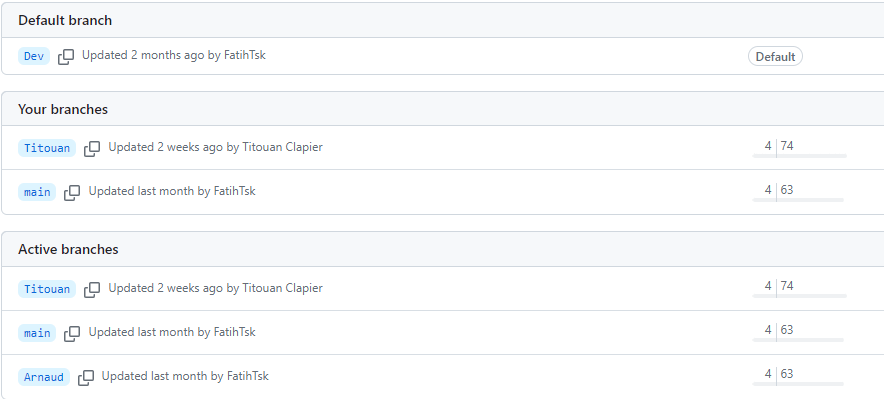 Default branch
Dev Updated 2 months ago by FatihTsk Default
Your branches
Titouan Updated 2 weeks ago by Titouan Clapier 4 74
main Updated last month by FatihTsk 4 63
Active branches
Titouan Updated 2 weeks ago by Titouan Clapier 4 74
main Updated last month by FatihTsk 4 63
Arnaud Updated last month by FatihTsk 4 63